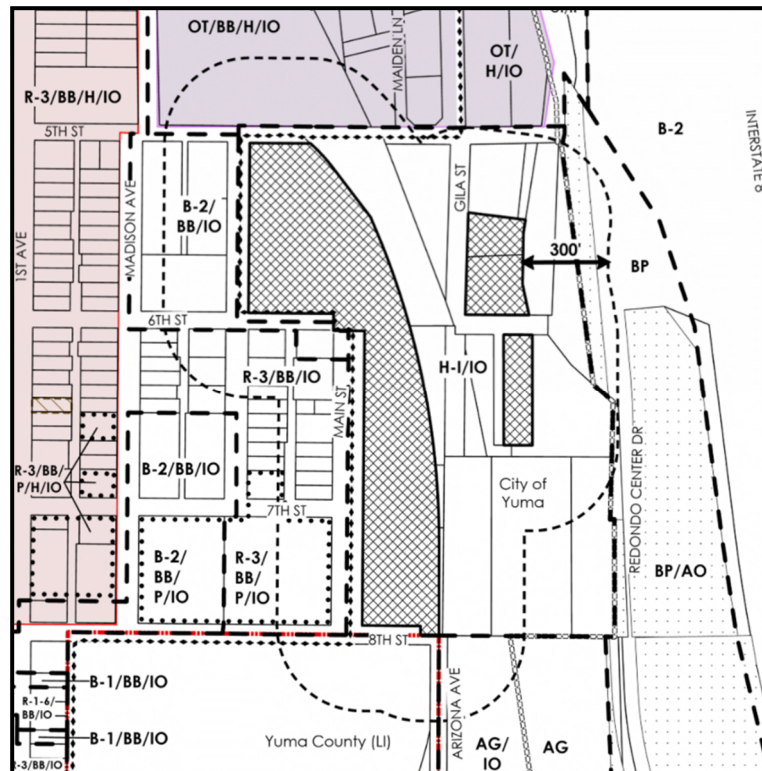 OT/BB/H/IO
MAIDEN LN
OT/
H/IO
R-3/BB/H/IO
5TH ST
B-2
INTERSTATE 8
1ST AVE
MADISON AVE
B-2/
BB/IO
GILA ST
300'
BP
6TH ST
R-3/BB/IO
H-I/IO
MAIN ST
R-3/BB/
P/H/IO
B-2/BB/IO
City of
Yuma
7TH ST
REDONDO CENTER DR
B-2/
BB/
P/IO
R-3/
BB/
P/IO
BP/AO
8TH ST
B-1/BB/IO
R-1-6/
BB/IO
B-1/BB/IO
R-3/BB/IO
Yuma County (LI)
ARIZONA AVE
AG/
IO
AG